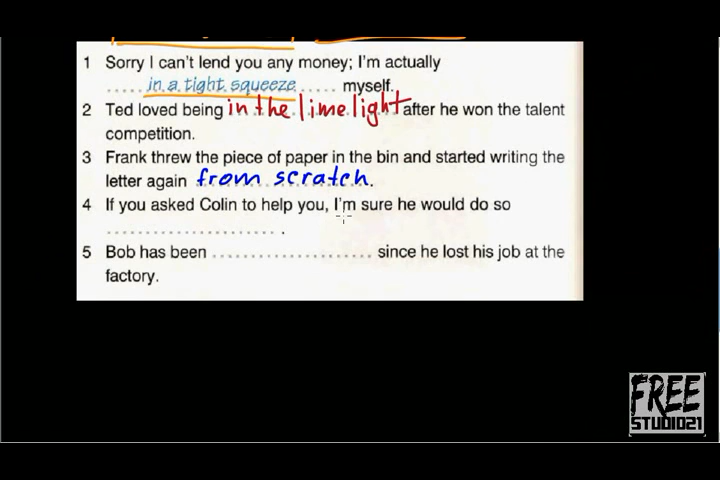 1 Sorry I can't lend you any money; I'm actually
..... in a tight squeeze ..... myself.
2 Ted loved being in the limelight after he won the talent
competition.
3 Frank threw the piece of paper in the bin and started writing the
letter again from scratch.
4 If you asked Colin to help you, I'm sure he would do so
........................ .
5 Bob has been ....................... since he lost his job at the
factory.
FREE
STUDIO21